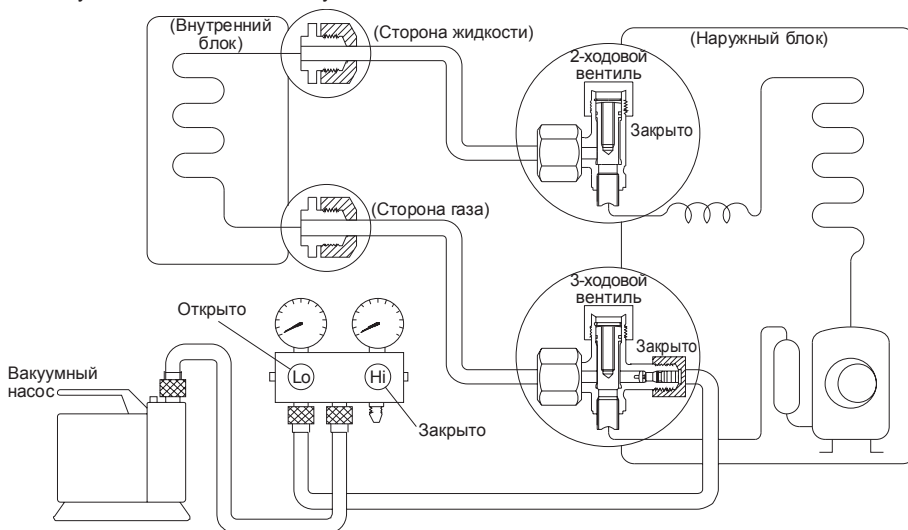 (Внутренний
блок)
(Сторона жидкости)
2-ходовой
вентиль
(Наружный блок)
Закрыто
(Сторона газа)
3-ходовой
вентиль
Открыто
Закрыто
Вакуумный
насос
Lo
Hi
Закрыто